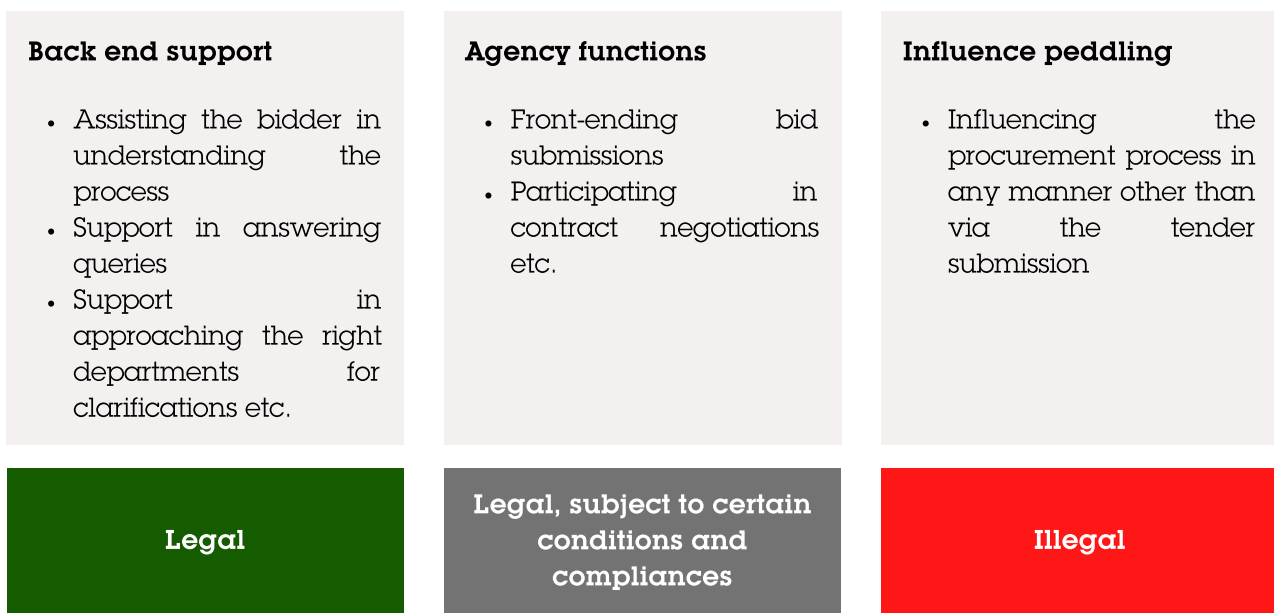 Back end support
• Assisting the bidder in
understanding the
process
• Support in answering
queries
• Support in
approaching the right
departments for
clarifications etc.
Legal
Agency functions
• Front-ending bid
submissions
• Participating in
contract negotiations
etc.
Legal, subject to certain
conditions and
compliances
Influence peddling
• Influencing the
procurement process in
any manner other than
via the tender
submission
Illegal